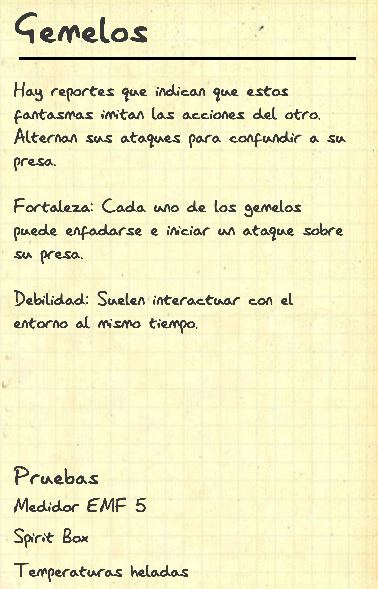 Gemelos
Hay reportes que indican que estos
fantasmas imitan las acciones del otro.
Alternan sus ataques para confundir a su
presa.
Fortaleza: Cada uno de los gemelos
puede enfadarse e iniciar un ataque sobre
su presa.
Debilidad: Suelen interactuar con el
entorno al mismo tiempo.
Pruebas
Medidor EMF 5
Spirit Box
Temperaturas heladas